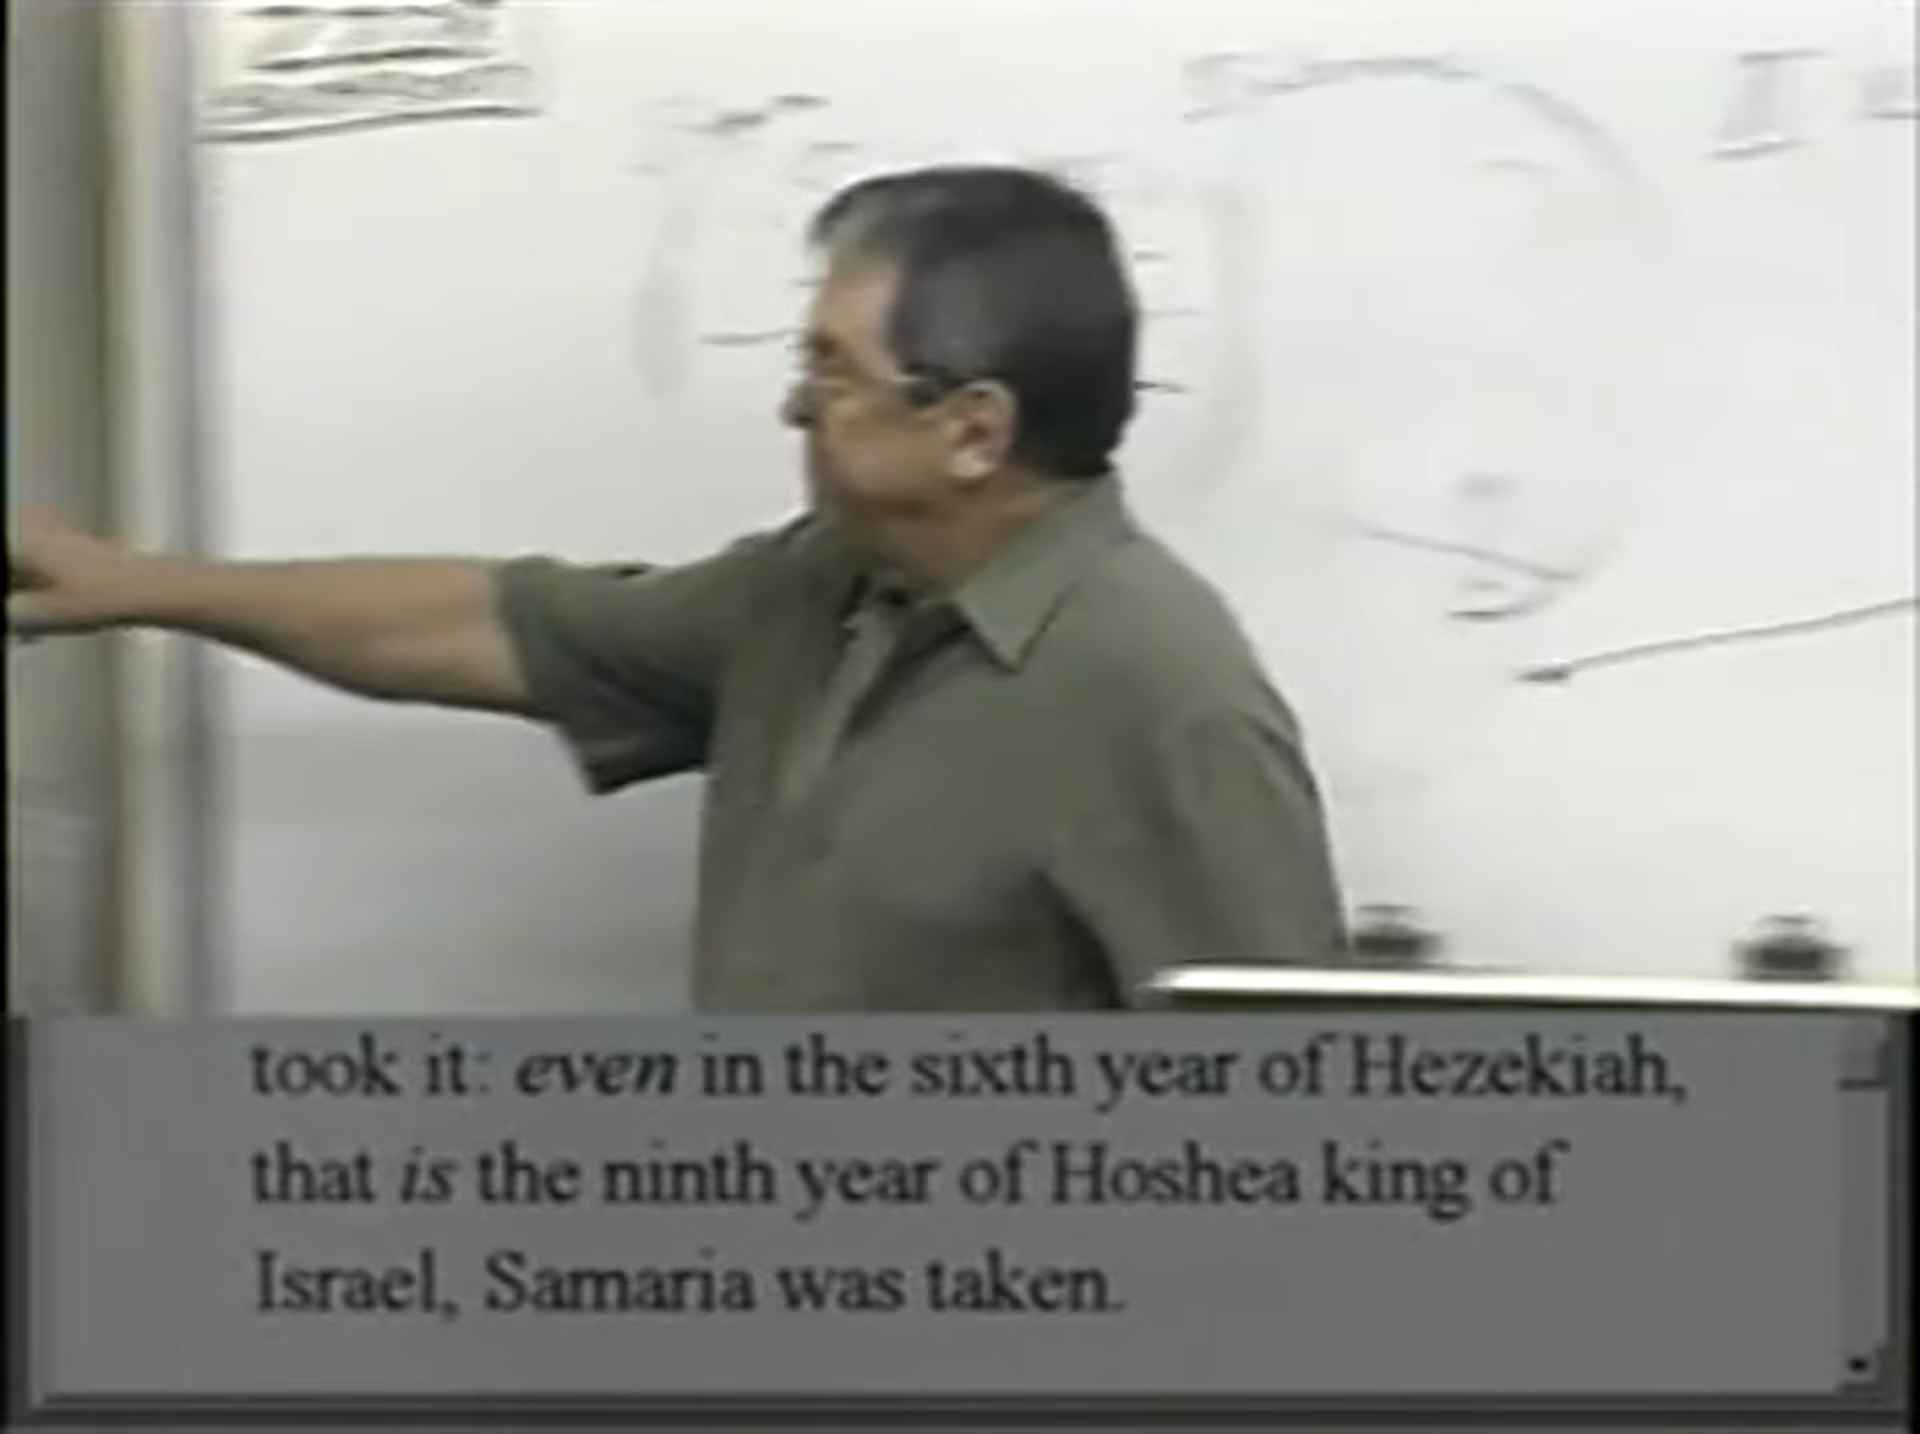 took it: even in the sixth year of Hezekiah,
that is the ninth year of Hoshea king of
Israel, Samaria was taken.